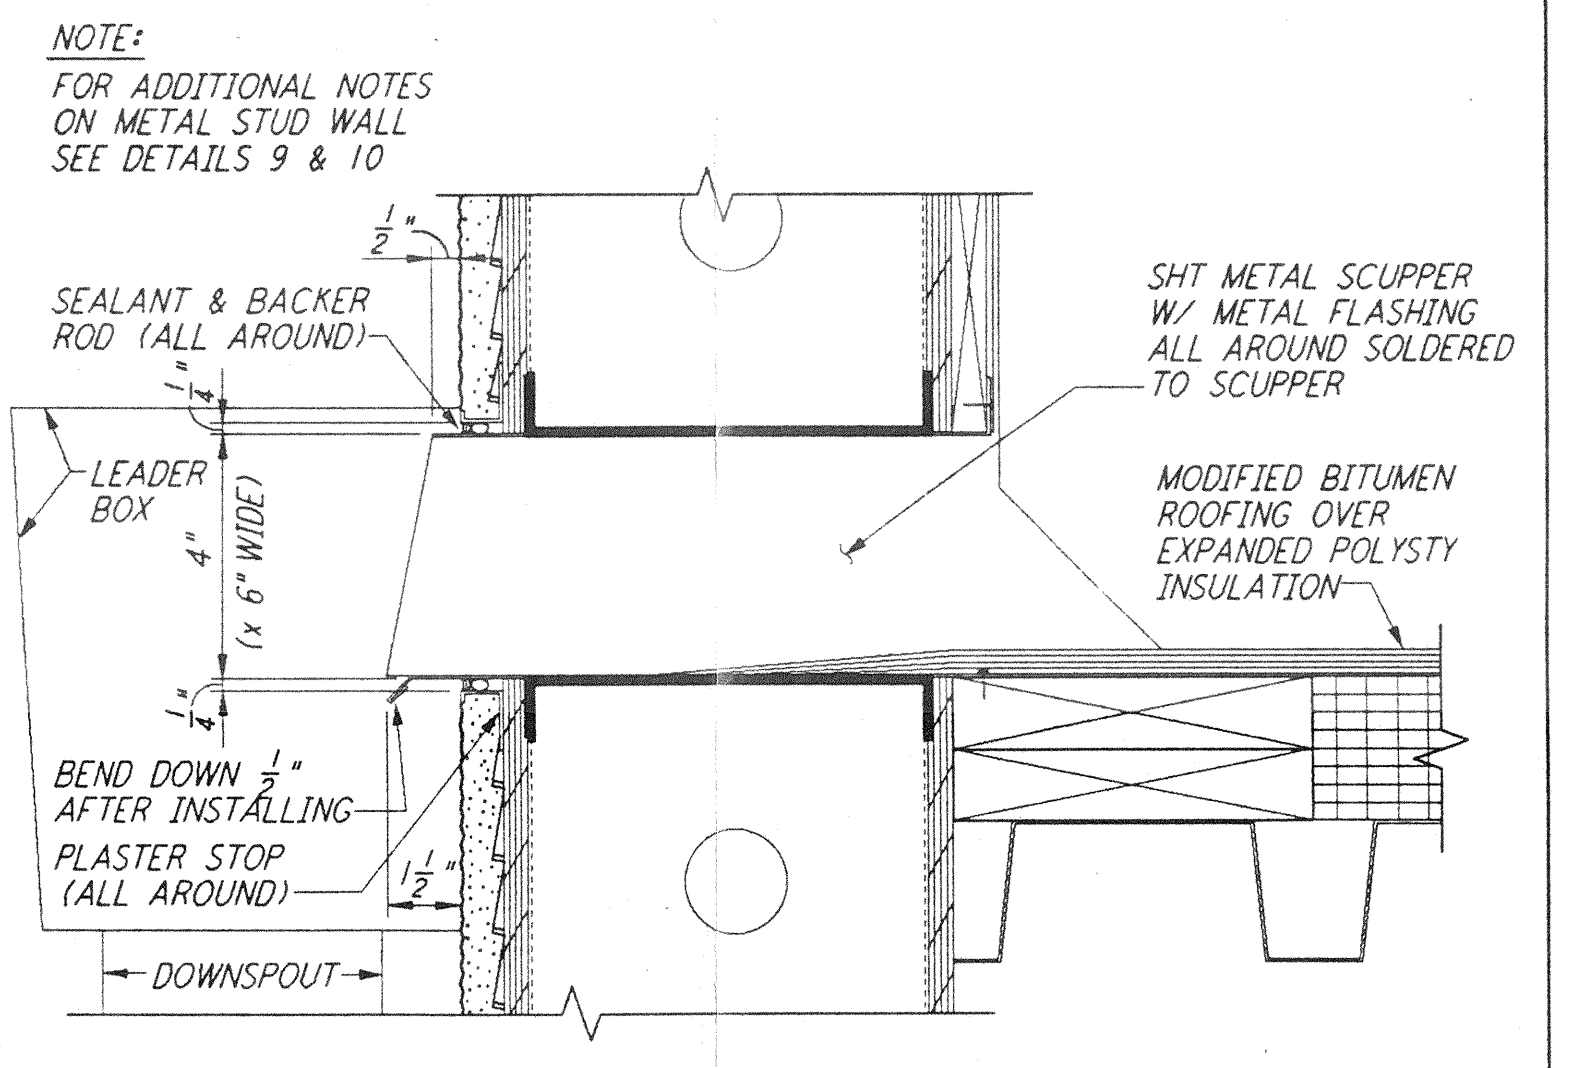 NOTE:
FOR ADDITIONAL NOTES
ON METAL STUD WALL
SEE DETAILS 9 & 10
1/2"
SEALANT & BACKER
ROD (ALL AROUND)
1/4"
LEADER
BOX
4"
(x 6" WIDE)
1/4"
BEND DOWN 1/2"
AFTER INSTALLING
PLASTER STOP
(ALL AROUND)
1 1/2"
DOWNSPOUT
SHT METAL SCUPPER
W/ METAL FLASHING
ALL AROUND SOLDERED
TO SCUPPER
MODIFIED BITUMEN
ROOFING OVER
EXPANDED POLYSTY
INSULATION